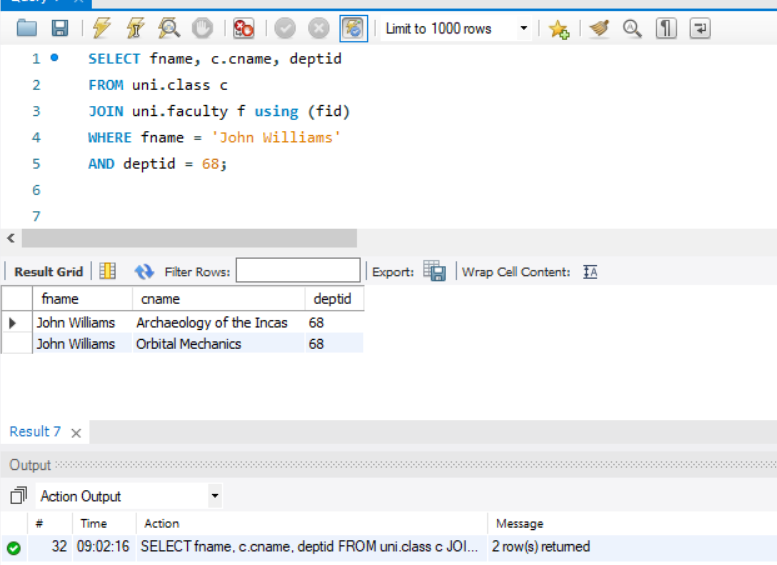 Limit to 1000 rows
1 SELECT fname, c.cname, deptid
2 FROM uni.class c
3 JOIN uni.faculty f using (fid)
4 WHERE fname = 'John Williams'
5 AND deptid = 68;
6
7
Result Grid Filter Rows: Export: Wrap Cell Content:
fname cname deptid
John Williams Archaeology of the Incas 68
John Williams Orbital Mechanics 68
Result 7
Output
Action Output
# Time Action Message
32 09:02:16 SELECT fname, c.cname, deptid FROM uni.class c JOI... 2 row(s) returned